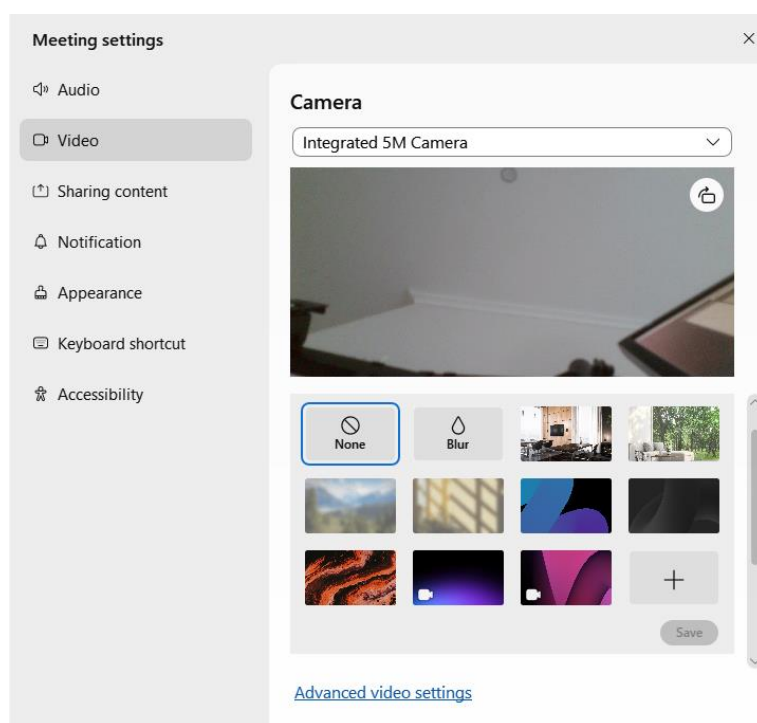 Meeting settings
Audio
Video
Sharing content
Notification
Appearance
Keyboard shortcut
Accessibility
Camera
Integrated 5M Camera
None
Blur
Save
Advanced video settings